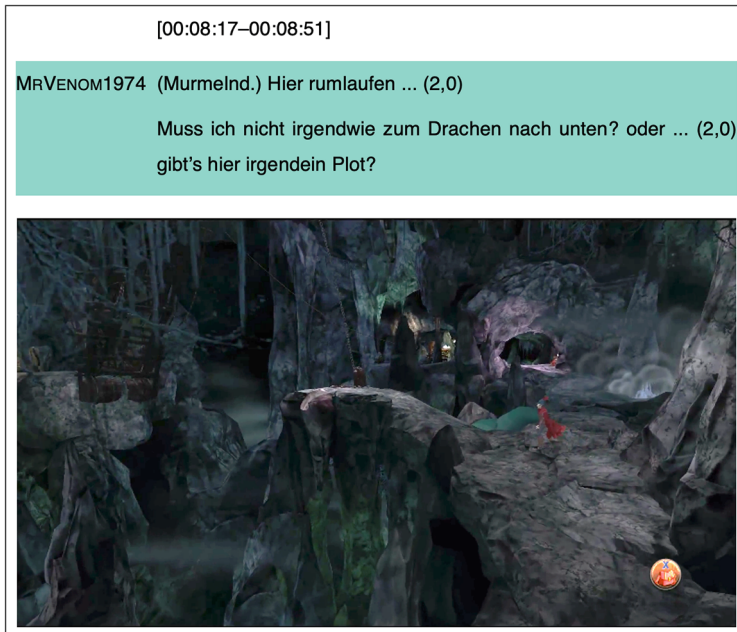 [00:08:17–00:08:51]
MRVENOM1974 (Murmelnd.) Hier rumlaufen ... (2,0)
Muss ich nicht irgendwie zum Drachen nach unten? oder ... (2,0)
gibt’s hier irgendein Plot?
X